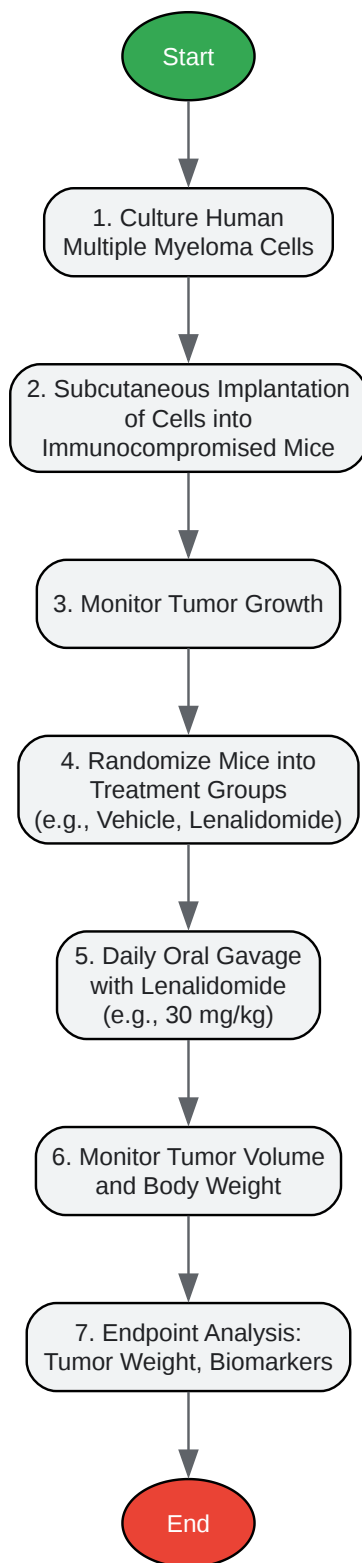 Start
1. Culture Human
Multiple Myeloma Cells
2. Subcutaneous Implantation
of Cells into
Immunocompromised Mice
3. Monitor Tumor Growth
4. Randomize Mice into
Treatment Groups
(e.g., Vehicle, Lenalidomide)
5. Daily Oral Gavage
with Lenalidomide
(e.g., 30 mg/kg)
6. Monitor Tumor Volume
and Body Weight
7. Endpoint Analysis:
Tumor Weight, Biomarkers
End